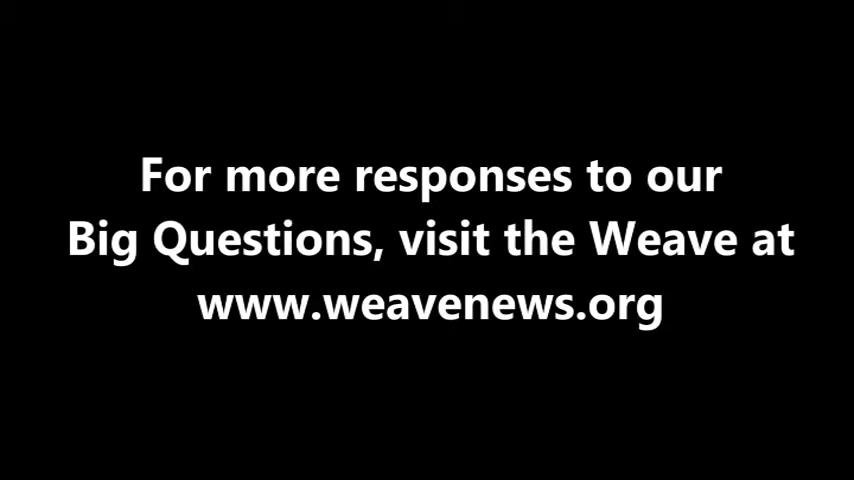 For more responses to our
Big Questions, visit the Weave at
www.weavenews.org